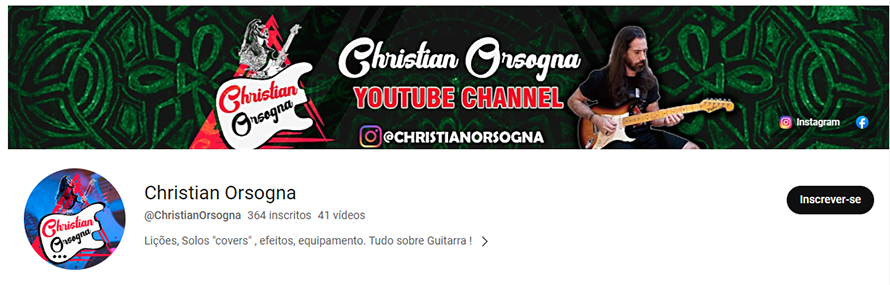 Christian Orsogna
YOUTUBE CHANNEL
@CHRISTIANORSOGNA
Christian
Orsogna
Instagram
Christian
Orsogna
Christian Orsogna
@ChristianOrsogna 364 inscritos 41 vídeos
Lições, Solos "covers" , efeitos, equipamento. Tudo sobre Guitarra !
Inscrever-se